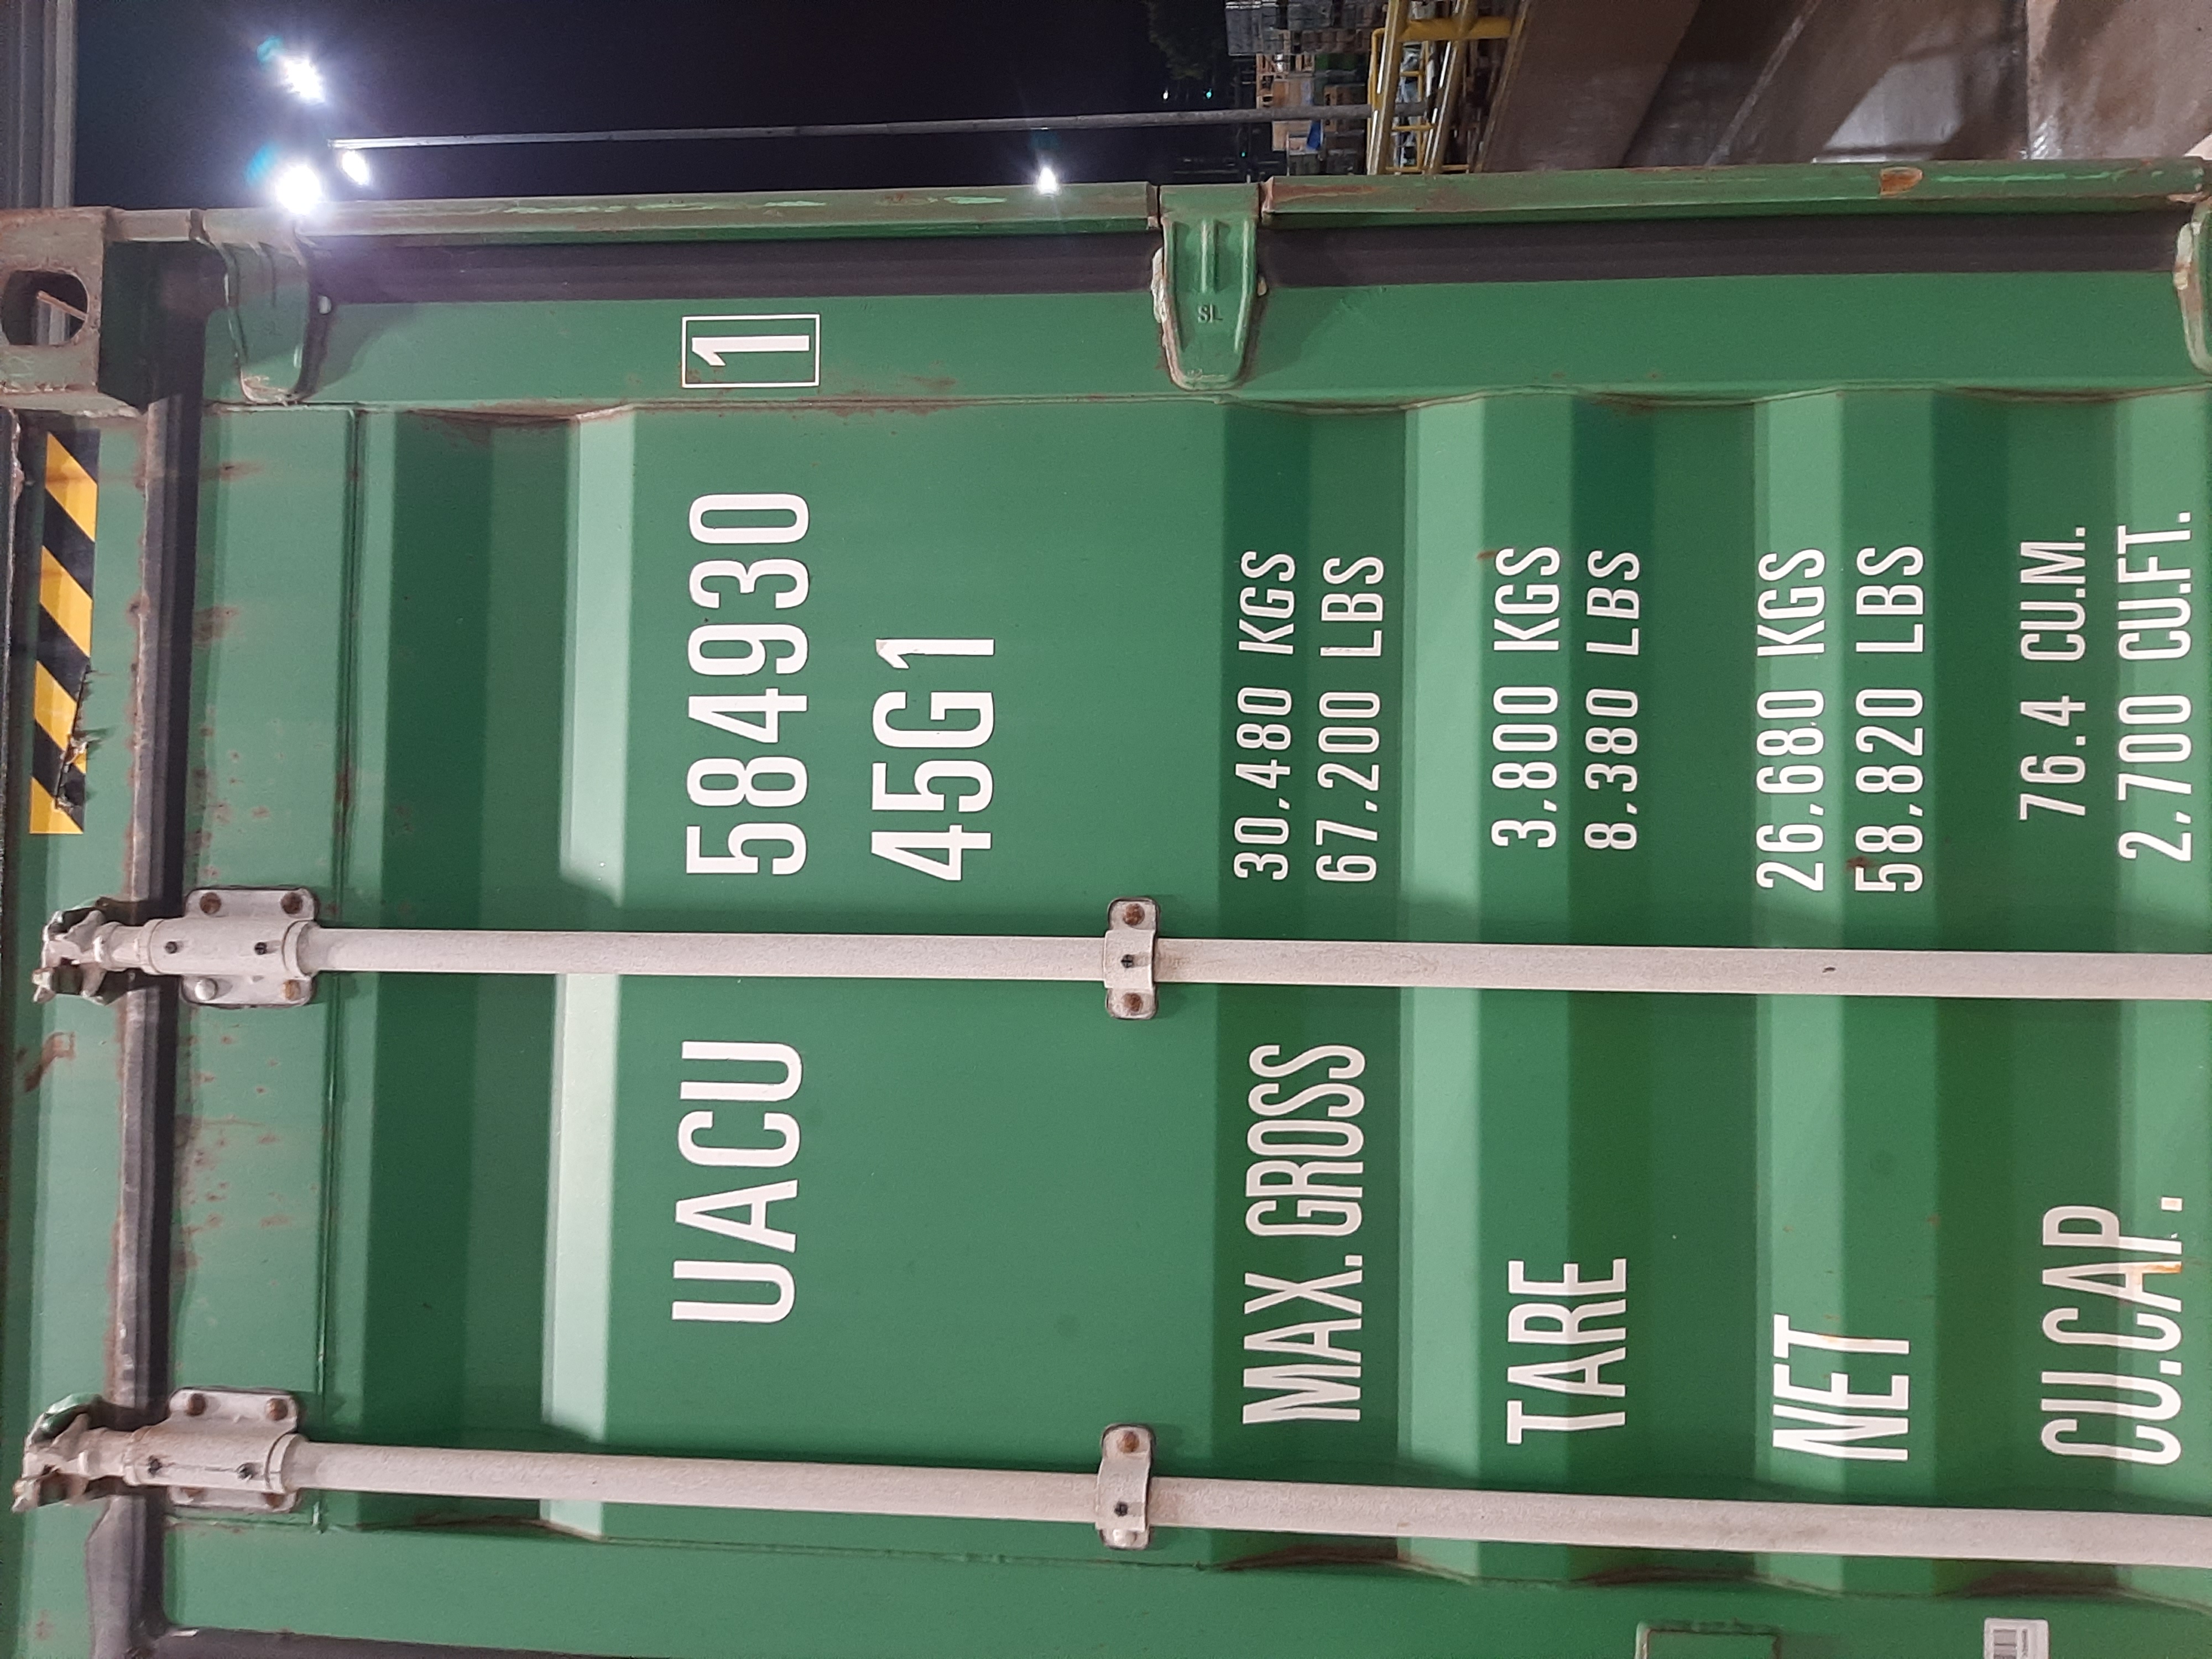 UACU 584930 1
45G1
MAX. GROSS 30.480 KGS
67.200 LBS
TARE 3.800 KGS
8.380 LBS
NET 26.680 KGS
58.820 LBS
CU.CAP. 76.4 CU.M.
2.700 CU.FT.
SL